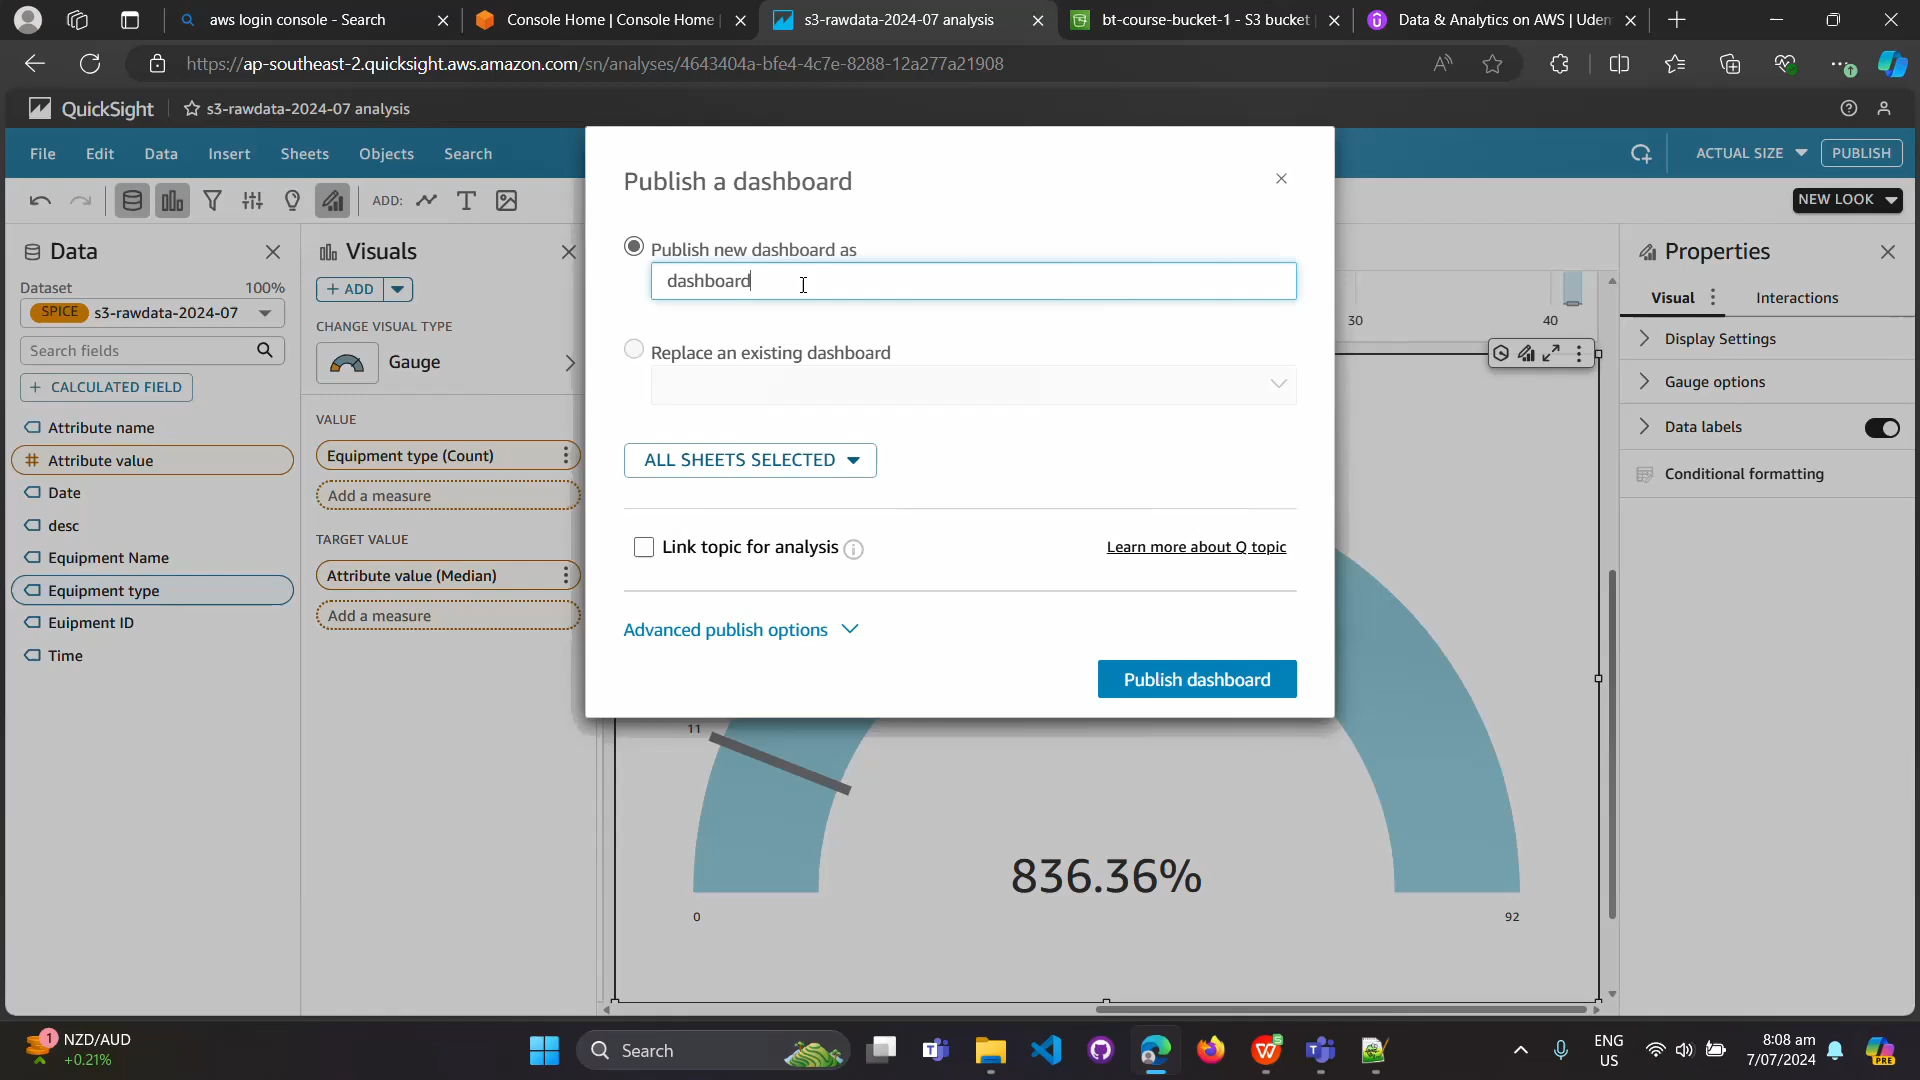 aws login console - Search
Console Home | Console Home |
s3-rawdata-2024-07 analysis
bt-course-bucket-1 - S3 bucket
Data & Analytics on AWS | Udem
https://ap-southeast-2.quicksight.aws.amazon.com/sn/analyses/4643404a-bfe4-4c7e-8288-12a277a21908
QuickSight
s3-rawdata-2024-07 analysis
File Edit Data Insert Sheets Objects Search
ACTUAL SIZE
PUBLISH
ADD:
NEW LOOK
Data
Dataset 100%
SPICE s3-rawdata-2024-07
Search fields
+ CALCULATED FIELD
Attribute name
Attribute value
Date
desc
Equipment Name
Equipment type
Euipment ID
Time
Visuals
+ ADD
CHANGE VISUAL TYPE
Gauge
VALUE
Equipment type (Count)
Add a measure
TARGET VALUE
Attribute value (Median)
Add a measure
Publish a dashboard
Publish new dashboard as
dashboard
Replace an existing dashboard
ALL SHEETS SELECTED
Link topic for analysis
Learn more about Q topic
Advanced publish options
Publish dashboard
30
40
11
836.36%
0
92
Properties
Visual
Interactions
Display Settings
Gauge options
Data labels
Conditional formatting
1
NZD/AUD
+0.21%
Search
ENG
US
8:08 am
7/07/2024
PRE